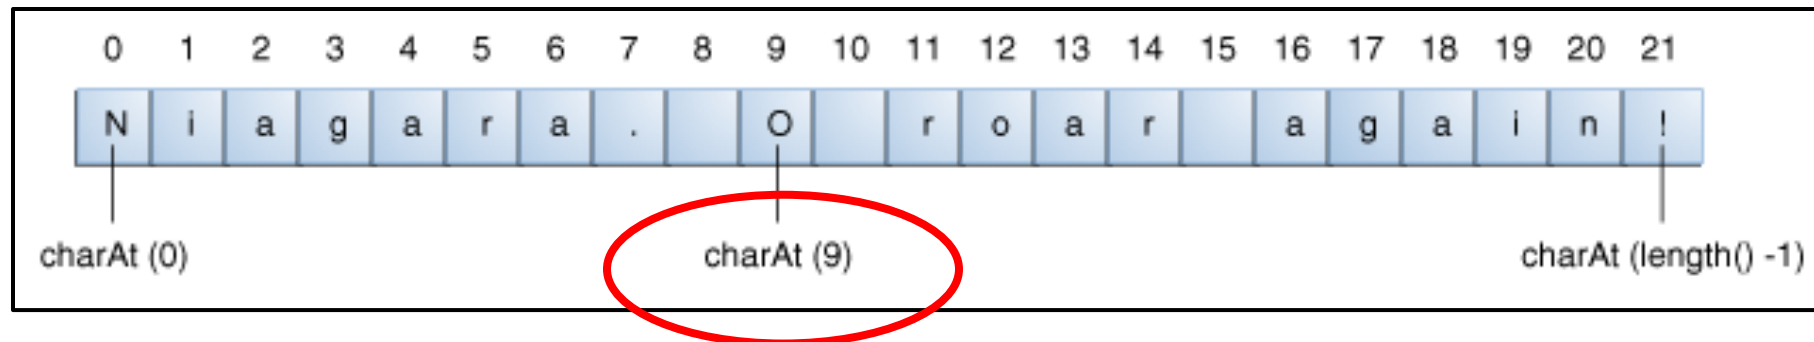 0 1 2 3 4 5 6 7 8 9 10 11 12 13 14 15 16 17 18 19 20 21
N i a g a r a . O r o a r a g a i n !
charAt (0) charAt (9) charAt (length() -1)